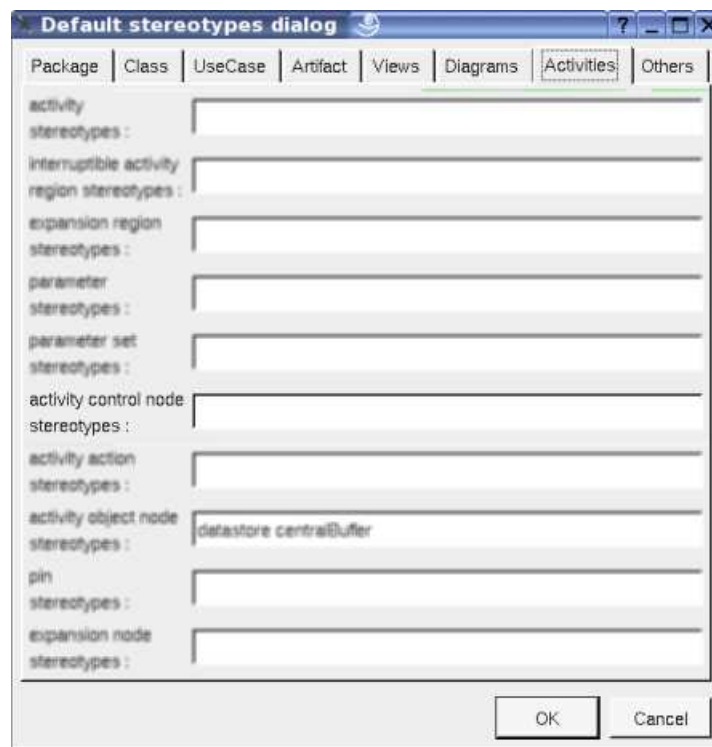 Default stereotypes dialog
Package Class UseCase Artifact Views Diagrams Activities Others
activity
stereotypes :
interruptible activity
region stereotypes :
expansion region
stereotypes :
parameter
stereotypes :
parameter set
stereotypes :
activity control node
stereotypes :
activity action
stereotypes :
activity object node
stereotypes :
datastore centralBuffer
pin
stereotypes :
expansion node
stereotypes :
OK Cancel